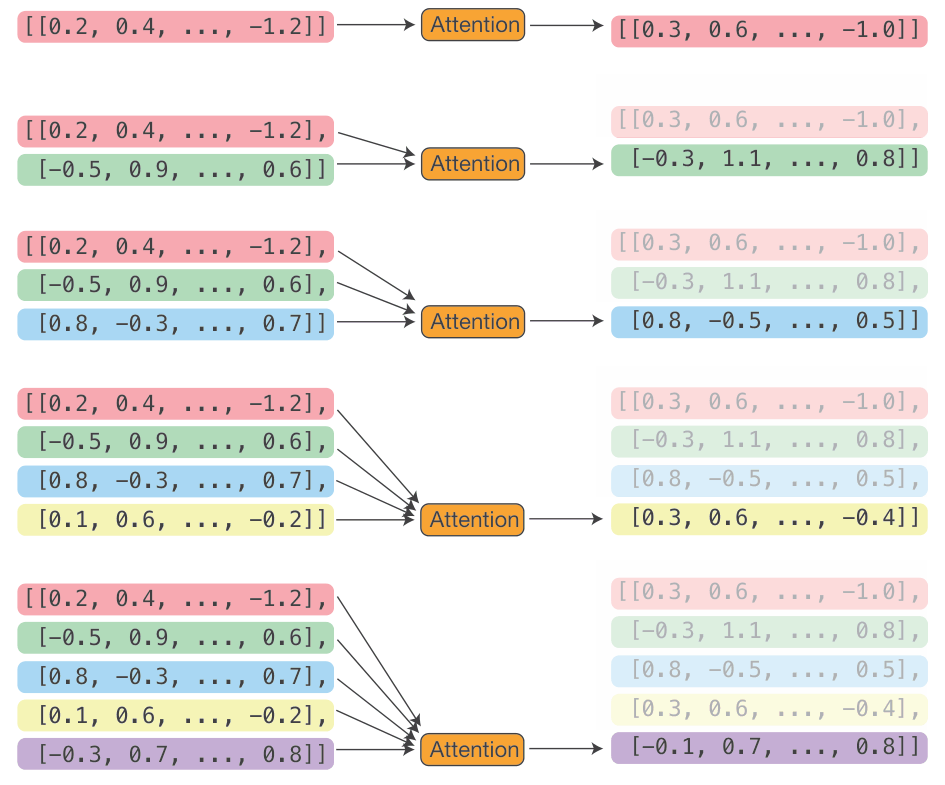 [[0.2, 0.4, ..., −1.2]] Attention [[0.3, 0.6, ..., −1.0]]
[[0.2, 0.4, ..., −1.2], [[0.3, 0.6, ..., −1.0],
[−0.5, 0.9, ..., 0.6]] Attention [−0.3, 1.1, ..., 0.8]]
[[0.2, 0.4, ..., −1.2], [[0.3, 0.6, ..., −1.0],
[−0.5, 0.9, ..., 0.6], [−0.3, 1.1, ..., 0.8],
[0.8, −0.3, ..., 0.7]] Attention [0.8, −0.5, ..., 0.5]]
[[0.2, 0.4, ..., −1.2], [[0.3, 0.6, ..., −1.0],
[−0.5, 0.9, ..., 0.6], [−0.3, 1.1, ..., 0.8],
[0.8, −0.3, ..., 0.7], [0.8, −0.5, ..., 0.5],
[0.1, 0.6, ..., −0.2]] Attention [0.3, 0.6, ..., −0.4]]
[[0.2, 0.4, ..., −1.2], [[0.3, 0.6, ..., −1.0],
[−0.5, 0.9, ..., 0.6], [−0.3, 1.1, ..., 0.8],
[0.8, −0.3, ..., 0.7], [0.8, −0.5, ..., 0.5],
[0.1, 0.6, ..., −0.2], [0.3, 0.6, ..., −0.4],
[−0.3, 0.7, ..., 0.8]] Attention [−0.1, 0.7, ..., 0.8]]